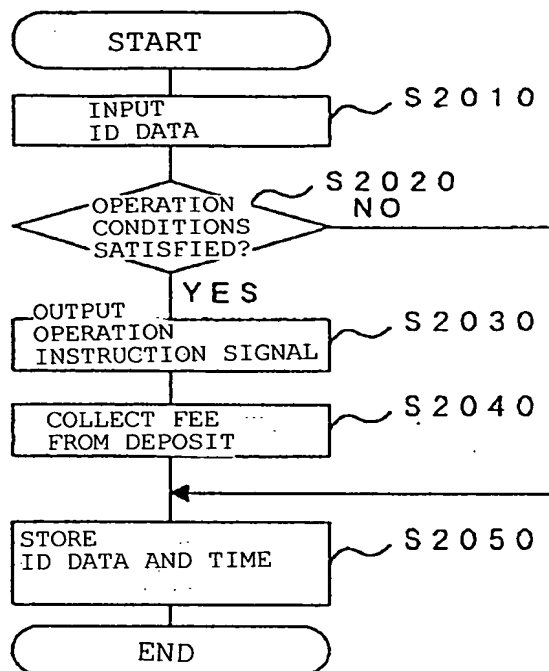 START
INPUT
ID DATA
S2010
OPERATION
CONDITIONS
SATISFIED?
S2020
NO
YES
OUTPUT
OPERATION
INSTRUCTION SIGNAL
S2030
COLLECT FEE
FROM DEPOSIT
S2040
STORE
ID DATA AND TIME
S2050
END